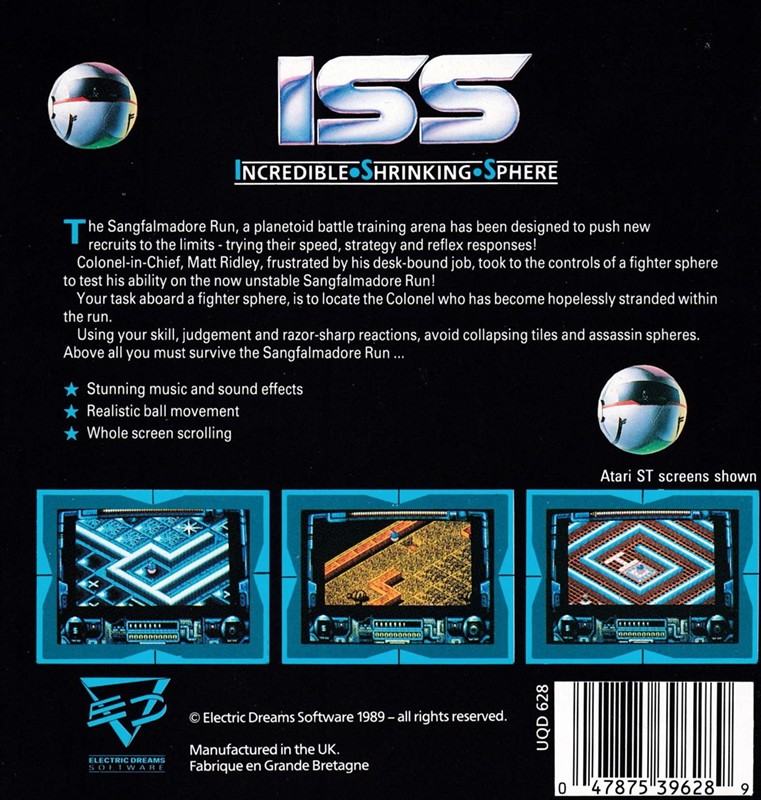 ISS
INCREDIBLE•SHRINKING•SPHERE
The Sangfalmadore Run, a planetoid battle training arena has been designed to push new
recruits to the limits - trying their speed, strategy and reflex responses!
Colonel-in-Chief, Matt Ridley, frustrated by his desk-bound job, took to the controls of a fighter sphere
to test his ability on the now unstable Sangfalmadore Run!
Your task aboard a fighter sphere, is to locate the Colonel who has become hopelessly stranded within
the run.
Using your skill, judgement and razor-sharp reactions, avoid collapsing tiles and assassin spheres.
Above all you must survive the Sangfalmadore Run ...
★ Stunning music and sound effects
★ Realistic ball movement
★ Whole screen scrolling
Atari ST screens shown
ED
ELECTRIC DREAMS
SOFTWARE
© Electric Dreams Software 1989 – all rights reserved.
Manufactured in the UK.
Fabrique en Grande Bretagne
UQD 628
0 47875 39628 9